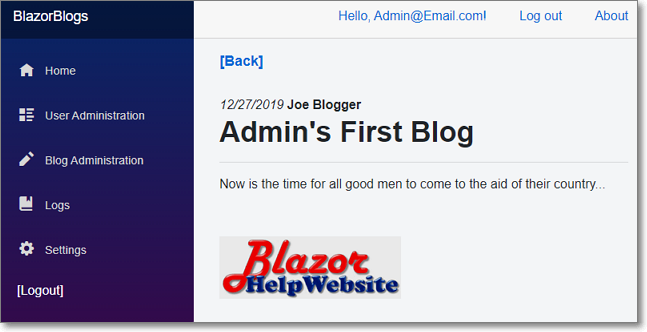 BlazorBlogs
Hello, Admin@Email.com!
Log out
About
Home
User Administration
Blog Administration
Logs
Settings
[Logout]
[Back]
12/27/2019 Joe Blogger
Admin's First Blog
Now is the time for all good men to come to the aid of their country...
Blazor
HelpWebsite